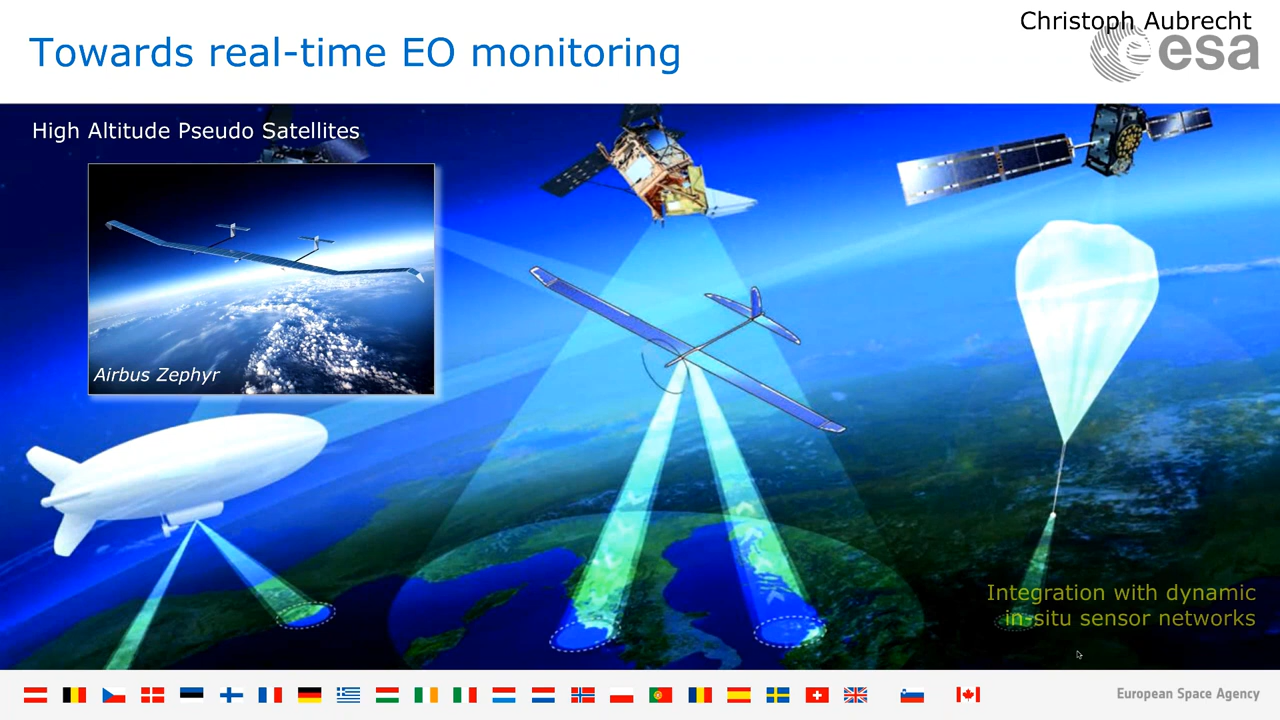 Christoph Aubrecht
Towards real-time EO monitoring
esa
High Altitude Pseudo Satellites
Airbus Zephyr
Integration with dynamic
in-situ sensor networks
European Space Agency